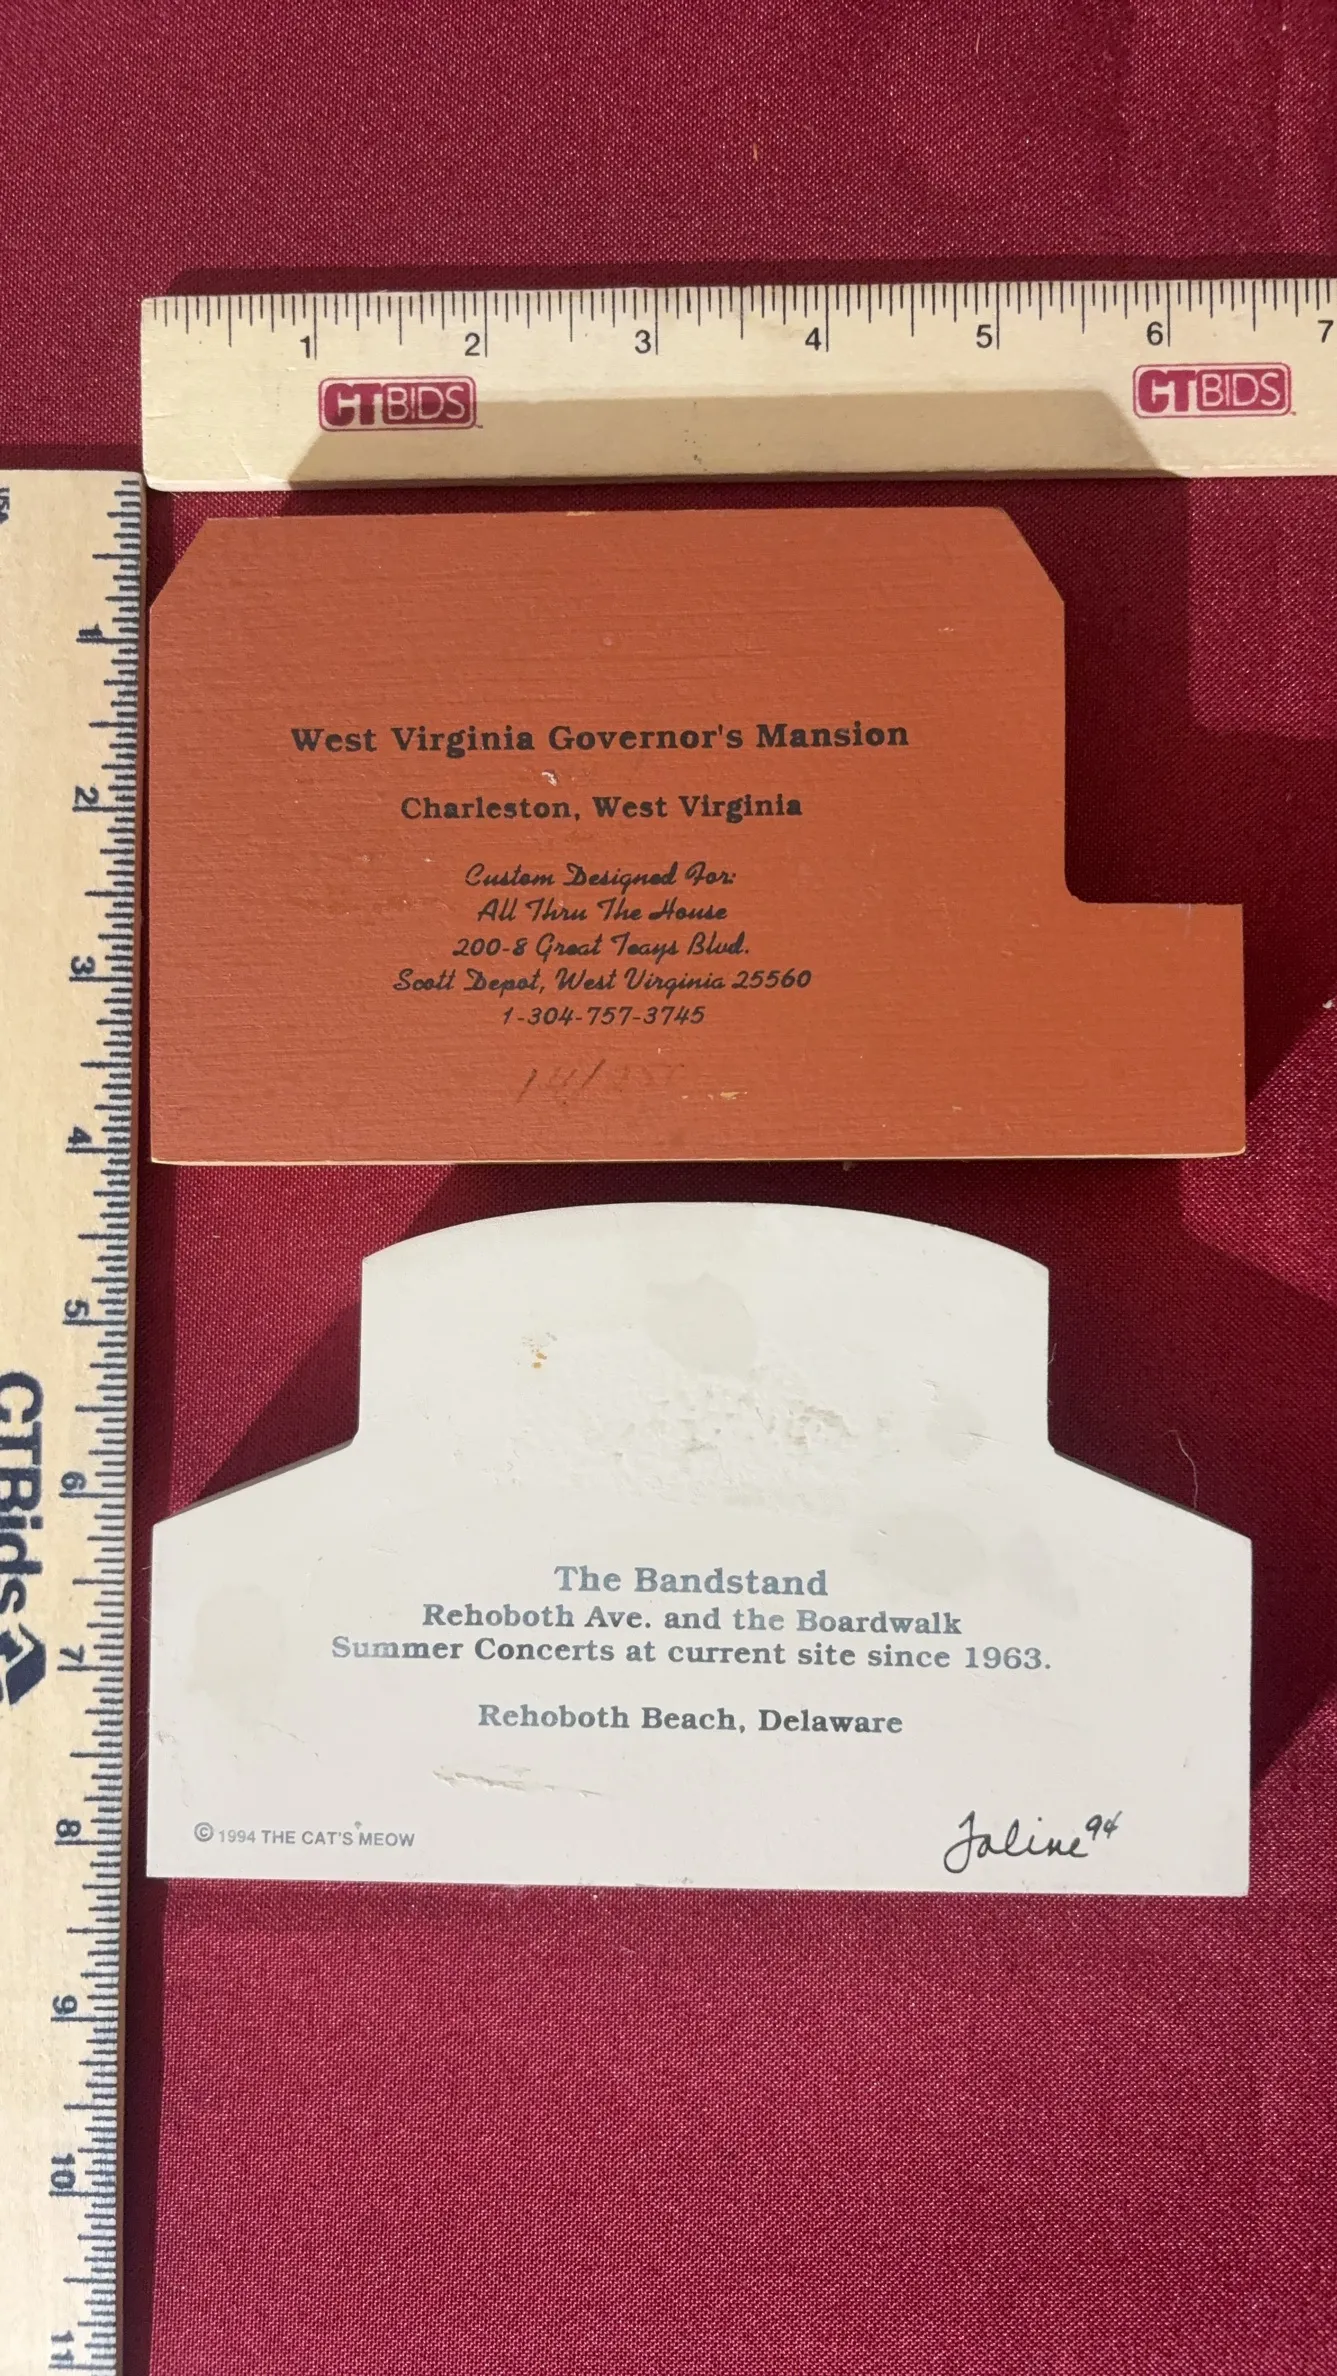 1 2 3 4 5 6 7
CTBIDS CTBIDS
USA
1
2
3
4
5
6
7
8
9
10
11
CTBids
West Virginia Governor's Mansion
Charleston, West Virginia
Custom Designed For:
All Thru The House
200-8 Great Teays Blvd.
Scott Depot, West Virginia 25560
1-304-757-3745
The Bandstand
Rehoboth Ave. and the Boardwalk
Summer Concerts at current site since 1963.
Rehoboth Beach, Delaware
© 1994 THE CAT'S MEOW
Faline 94